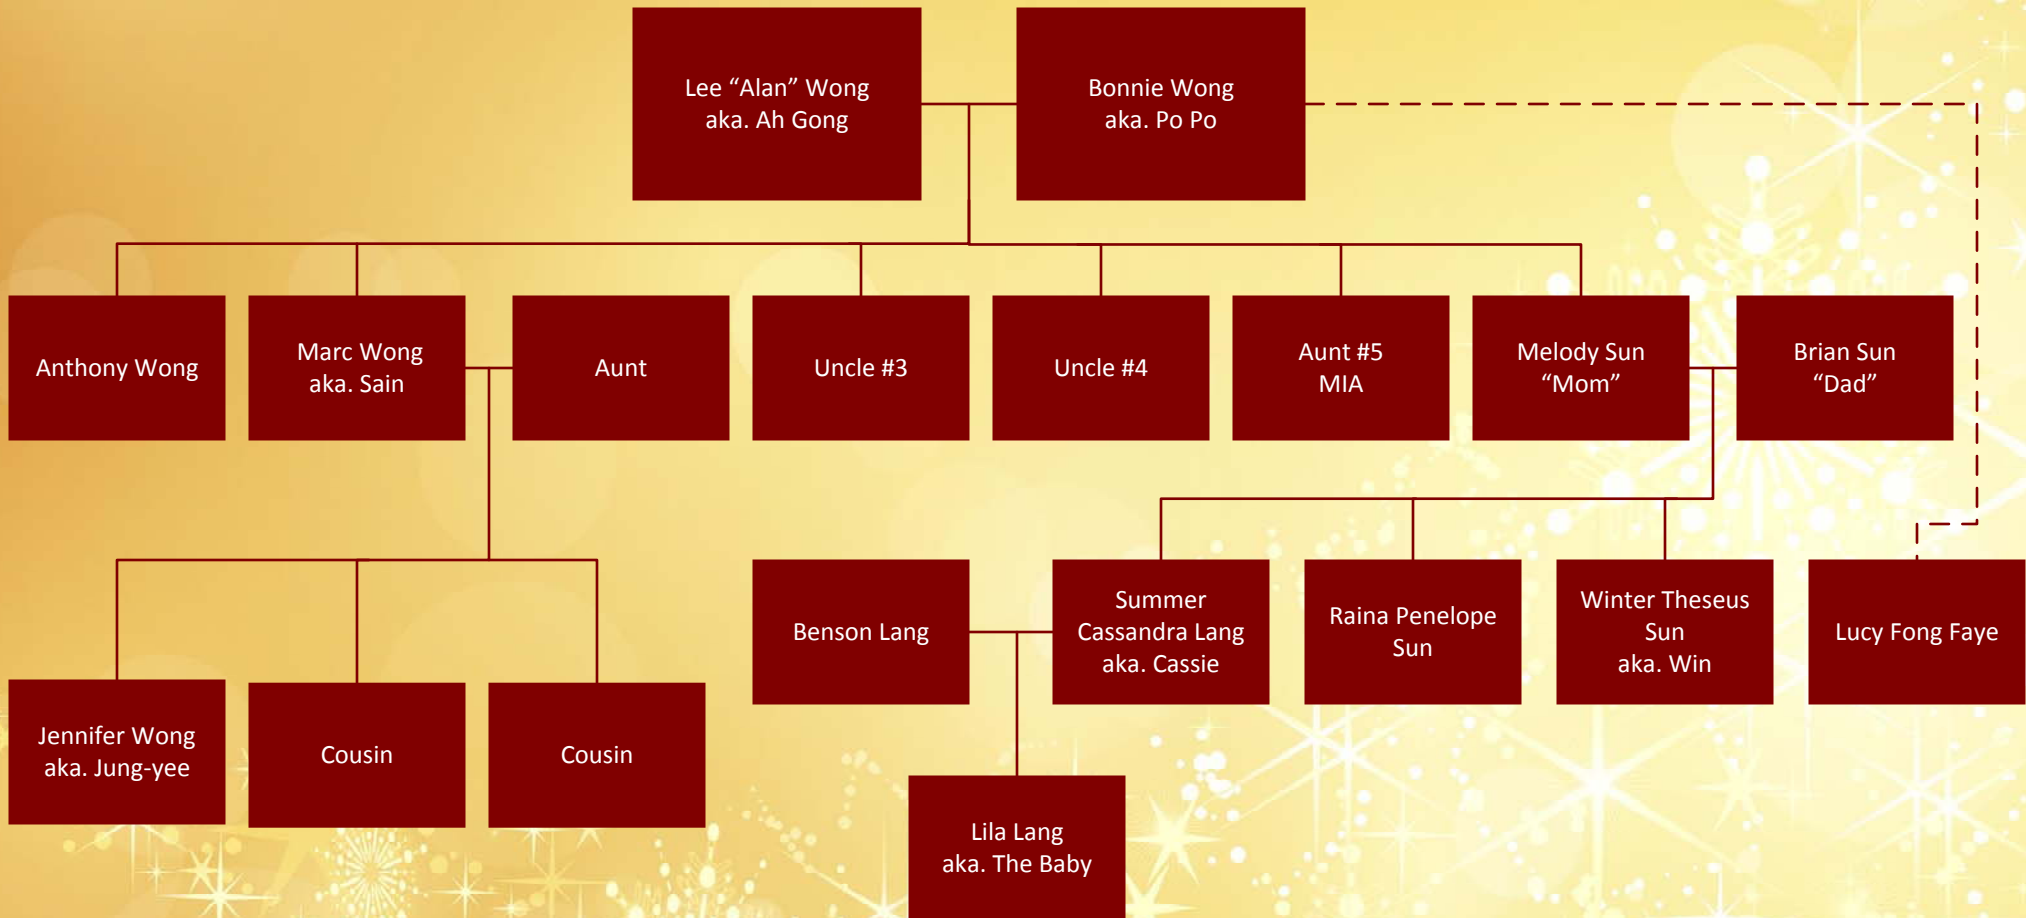 Lee “Alan” Wong
aka. Ah Gong
Bonnie Wong
aka. Po Po
Anthony Wong
Marc Wong
aka. Sain
Aunt
Uncle #3
Uncle #4
Aunt #5
MIA
Melody Sun
“Mom”
Brian Sun
“Dad”
Benson Lang
Summer
Cassandra Lang
aka. Cassie
Raina Penelope
Sun
Winter Theseus
Sun
aka. Win
Lucy Fong Faye
Jennifer Wong
aka. Jung-yee
Cousin
Cousin
Lila Lang
aka. The Baby